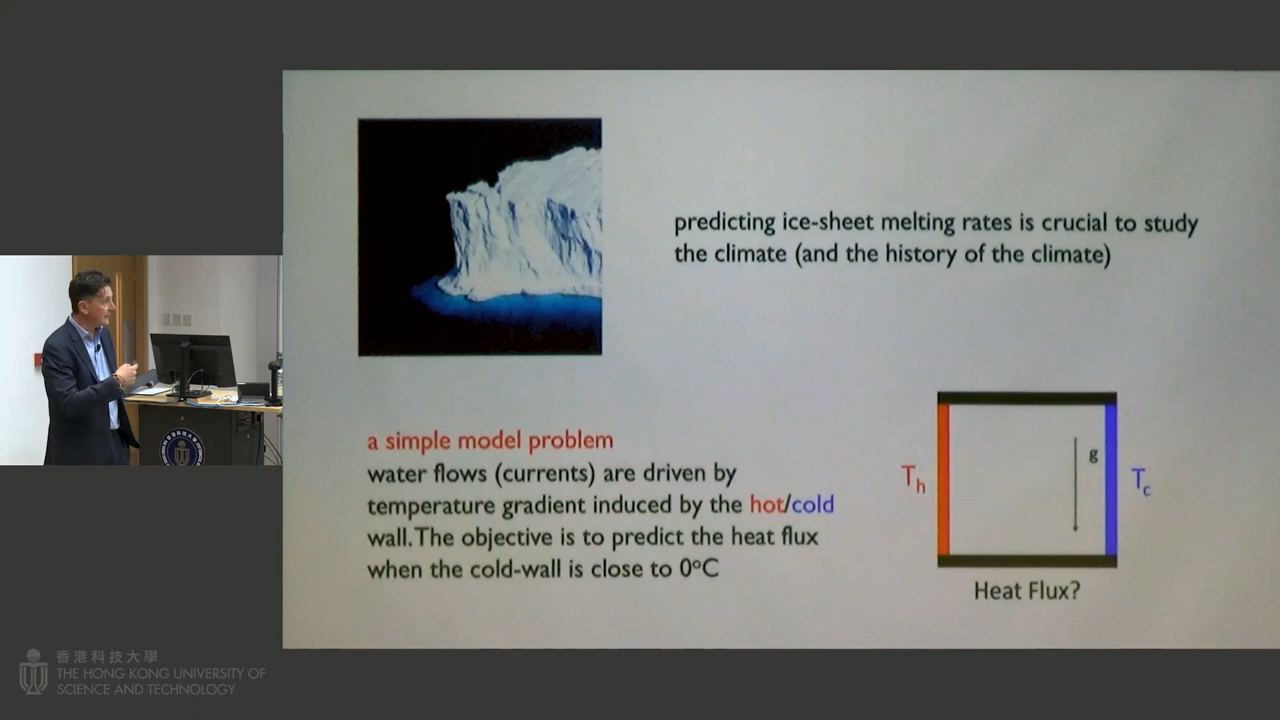 predicting ice-sheet melting rates is crucial to study
the climate (and the history of the climate)
a simple model problem
water flows (currents) are driven by
temperature gradient induced by the hot/cold
wall. The objective is to predict the heat flux
when the cold-wall is close to 0°C
g
Th
Tc
Heat Flux?
香港科技大學
THE HONG KONG UNIVERSITY OF
SCIENCE AND TECHNOLOGY